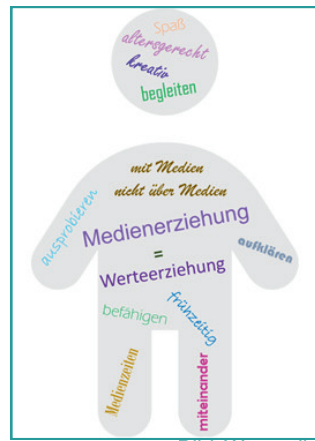 Spaß
altersgerecht
kreativ
begleiten
mit Medien
nicht über Medien
ausprobieren
Medienerziehung
aufklären
=
Werteerziehung
befähigen
frühzeitig
Medienzeiten
miteinander